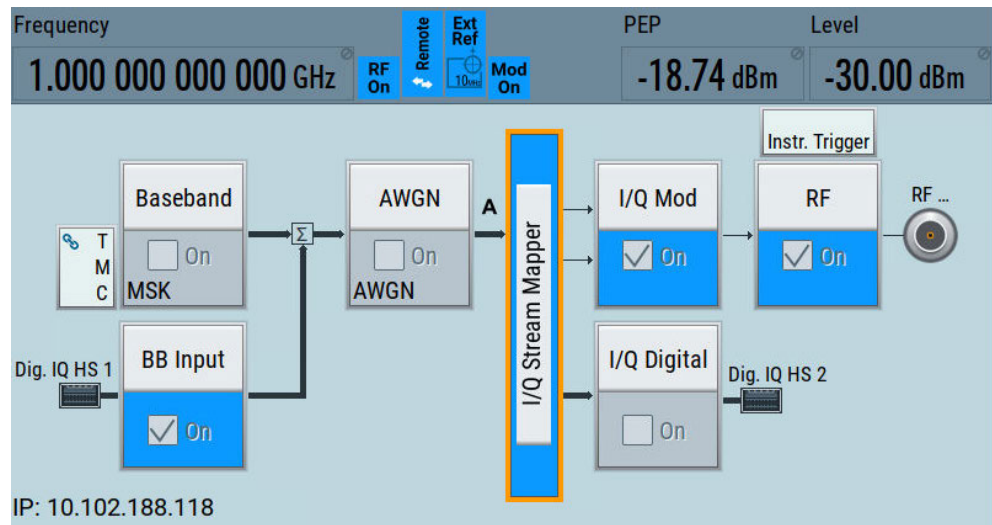 Frequency
1.000 000 000 000 GHz
RF
On
Remote
Ext
Ref
10MHz
Mod
On
PEP
-18.74 dBm
Level
-30.00 dBm
Instr. Trigger
Baseband
On
MSK
T
M
C
Σ
AWGN
On
AWGN
A
I/Q Stream Mapper
I/Q Mod
On
RF
On
RF ...
Dig. IQ HS 1
BB Input
On
I/Q Digital
On
Dig. IQ HS 2
IP: 10.102.188.118